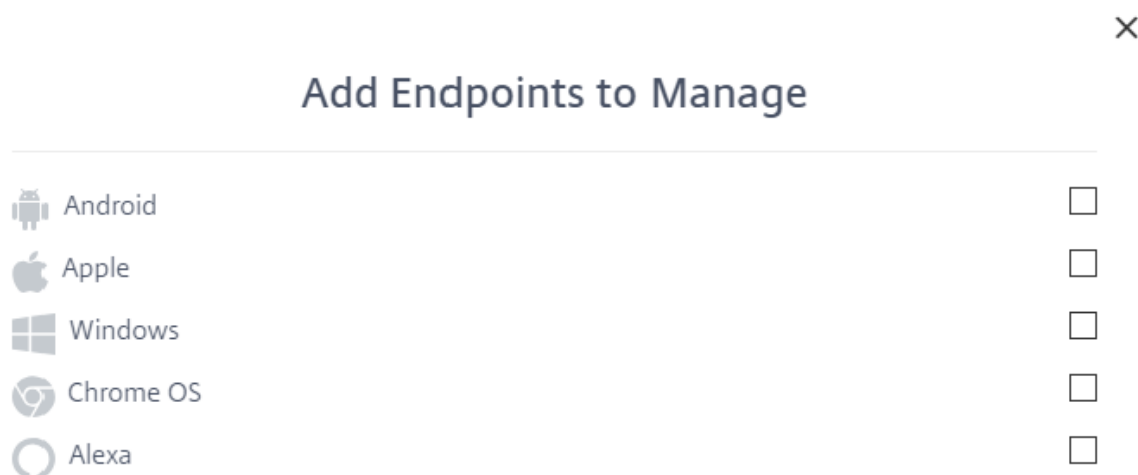 Add Endpoints to Manage
Android
Apple
Windows
Chrome OS
Alexa